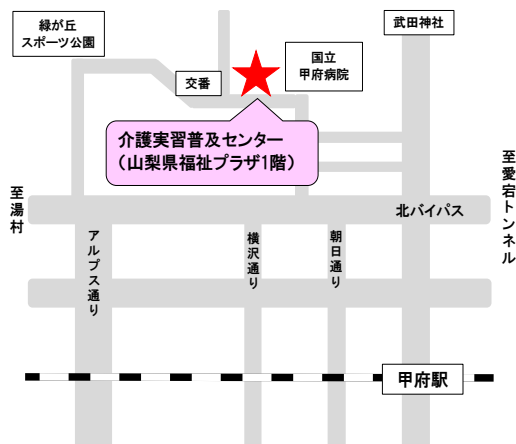 緑が丘
スポーツ公園
武田神社
国立
甲府病院
交番
介護実習普及センター
（山梨県福祉プラザ1階）
至湯村
至愛宕トンネル
北バイパス
アルプス通り
横沢通り
朝日通り
甲府駅